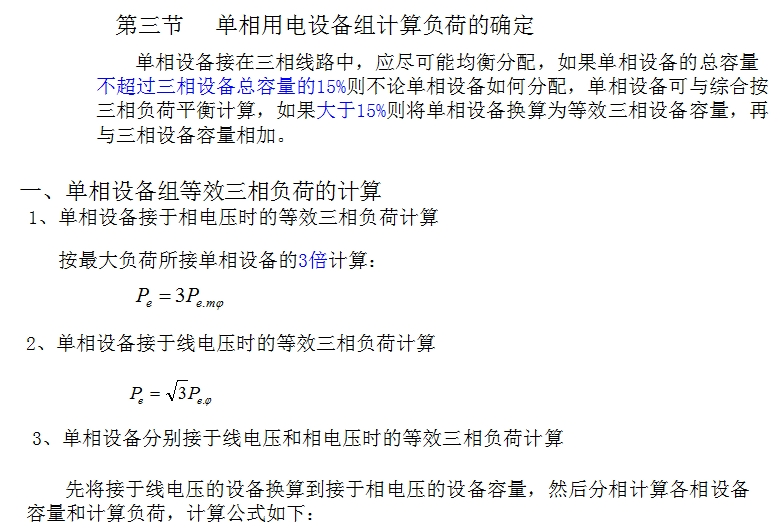 第三节 单相用电设备组计算负荷的确定
单相设备接在三相线路中，应尽可能均衡分配，如果单相设备的总容量
不超过三相设备总容量的15%则不论单相设备如何分配，单相设备可与综合按
三相负荷平衡计算，如果大于15%则将单相设备换算为等效三相设备容量，再
与三相设备容量相加。
一、单相设备组等效三相负荷的计算
1、单相设备接于相电压时的等效三相负荷计算
按最大负荷所接单相设备的3倍计算：
Pe = 3Pe.mφ
2、单相设备接于线电压时的等效三相负荷计算
Pe = √3Pe.φ
3、单相设备分别接于线电压和相电压时的等效三相负荷计算
先将接于线电压的设备换算到接于相电压的设备容量，然后分相计算各相设备
容量和计算负荷，计算公式如下：